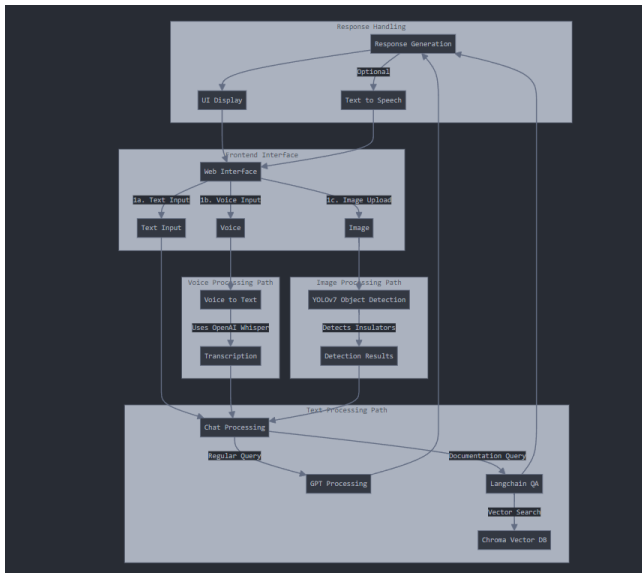 Response Handling
Response Generation
Optional
UI Display
Text to Speech
Frontend Interface
Web Interface
1a. Text Input
1b. Voice Input
1c. Image Upload
Text Input
Voice
Image
Voice Processing Path
Image Processing Path
Voice to Text
YOLOv7 Object Detection
Uses OpenAI Whisper
Detects Insulators
Transcription
Detection Results
Text Processing Path
Chat Processing
Regular Query
Documentation Query
GPT Processing
Langchain QA
Vector Search
Chroma Vector DB